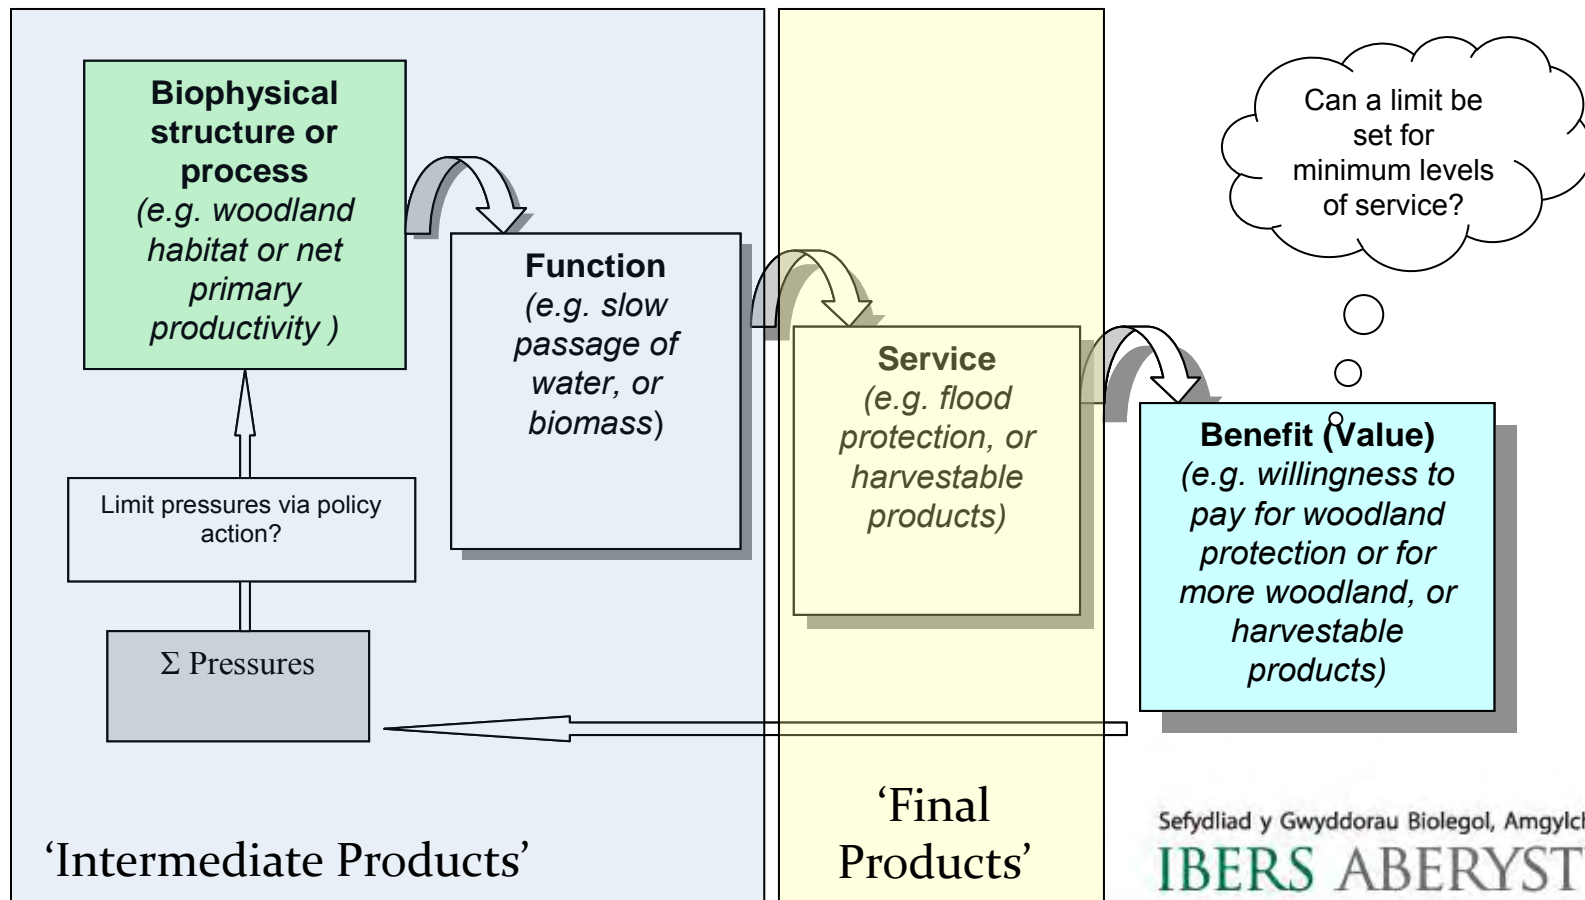 Biophysical
structure or
process
(e.g. woodland
habitat or net
primary
productivity )
Function
(e.g. slow
passage of
water, or
biomass)
Service
(e.g. flood
protection, or
harvestable
products)
Benefit (Value)
(e.g. willingness to
pay for woodland
protection or for
more woodland, or
harvestable
products)
Can a limit be
set for
minimum levels
of service?
Limit pressures via policy
action?
Σ Pressures
‘Intermediate Products’
‘Final
Products’
Sefydliad y Gwyddorau Biolegol, Amgylch
IBERS ABERYST